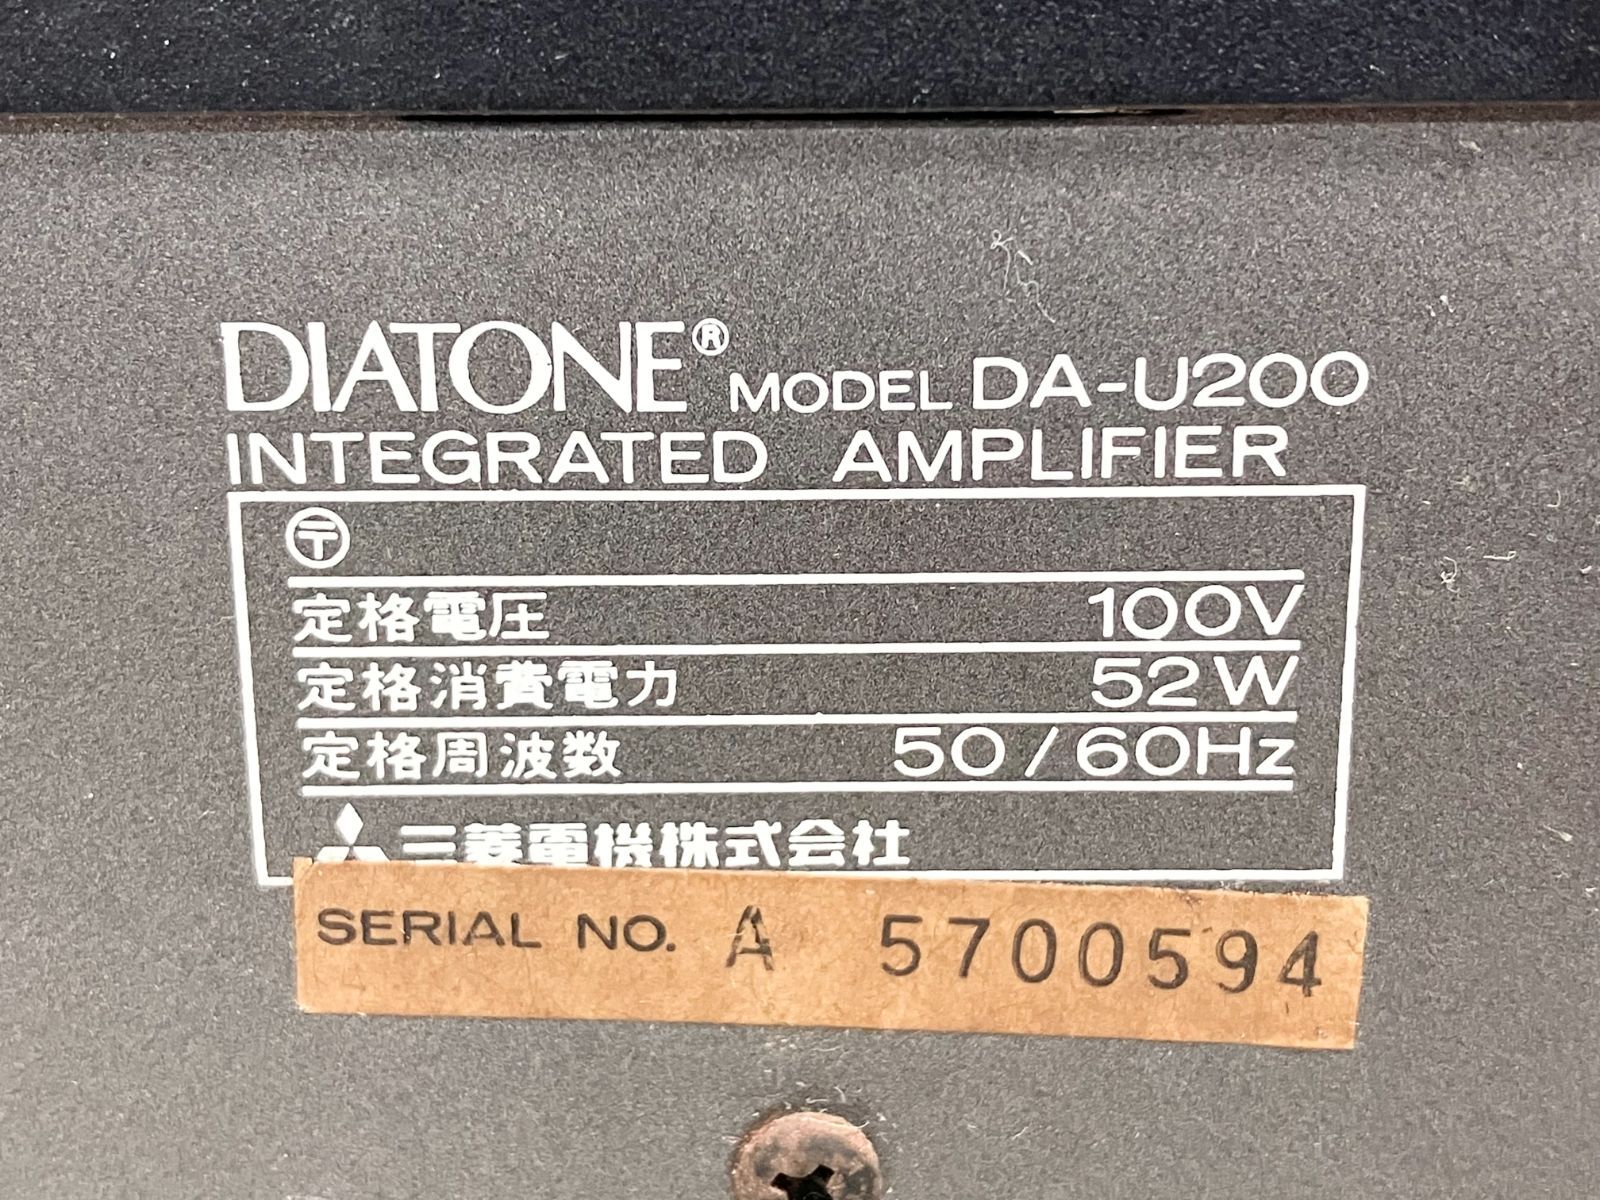 DIATONE® MODEL DA-U200
INTEGRATED AMPLIFIER
〶
定格電圧 100V
定格消費電力 52W
定格周波数 50/60Hz
三菱電機株式会社
SERIAL NO. A 5700594